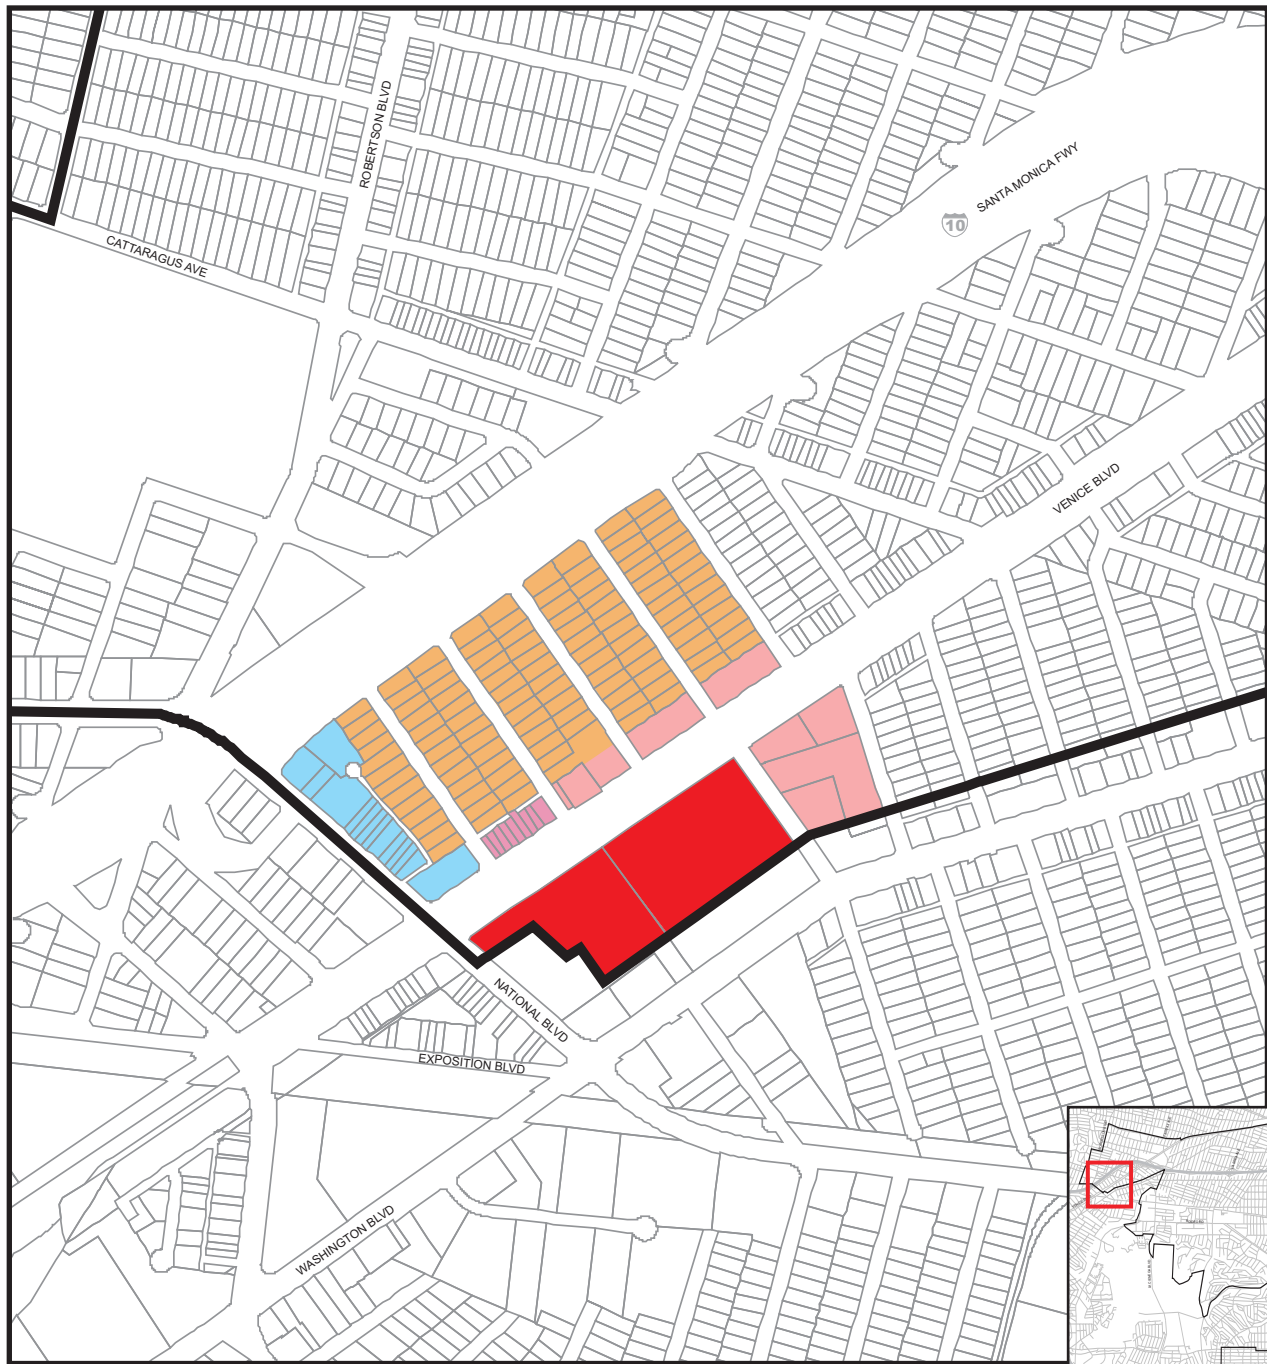 ROBERTSON BLVD
SANTA MONICA FWY
10
CATTARAGUS AVE
VENICE BLVD
NATIONAL BLVD
EXPOSITION BLVD
WASHINGTON BLVD